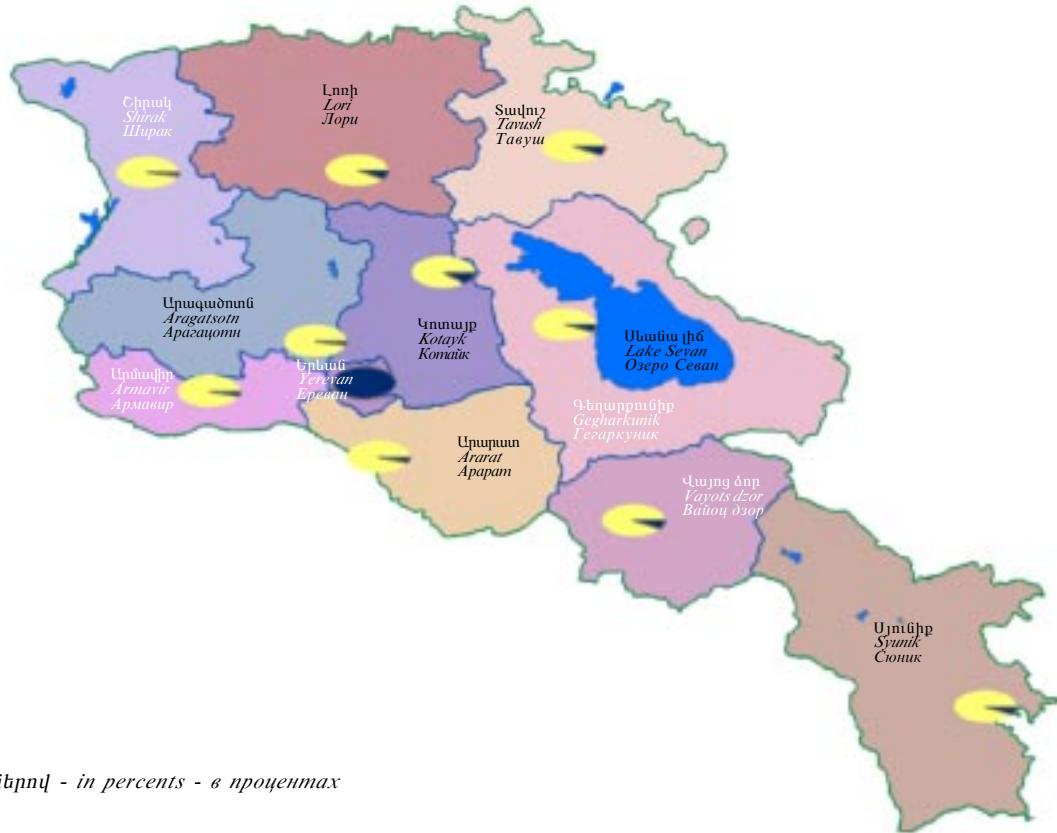 Շիրակ
Shirak
Ширак
Լոռի
Lori
Лори
Տավուշ
Tavush
Тавуш
Արագածոտն
Aragatsotn
Арагацотн
Կոտայք
Kotayk
Котайк
Սևանա լիճ
Lake Sevan
Озеро Севан
Արմավիր
Armavir
Армавир
Երևան
Yerevan
Ереван
Գեղարքունիք
Gegharkunik
Гегаркуник
Արարատ
Ararat
Арарат
Վայոց ձոր
Vayots dzor
Вайоц дзор
Սյունիք
Syunik
Сюник
ներով - in percents - в процентах